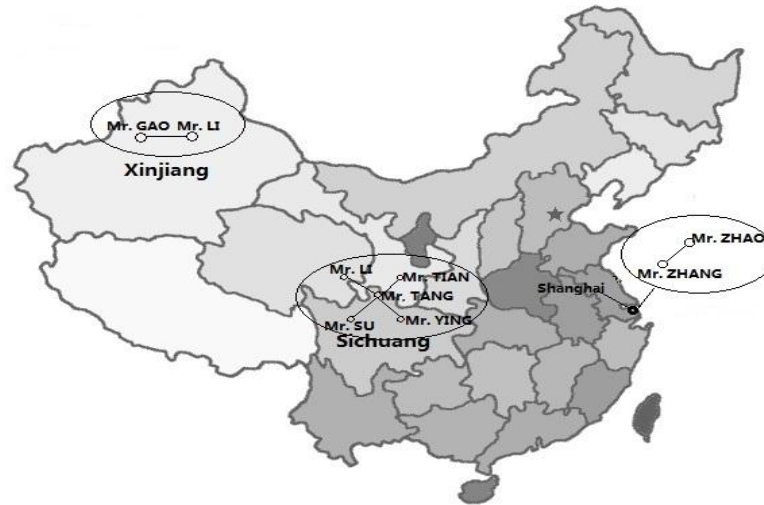 Mr. GAO Mr. LI
Xinjiang
Mr. ZHAO
Mr. ZHANG
Shanghai
Mr. LI
Mr. TIAN
Mr. TANG
Mr. SU
Mr. YING
Sichuang